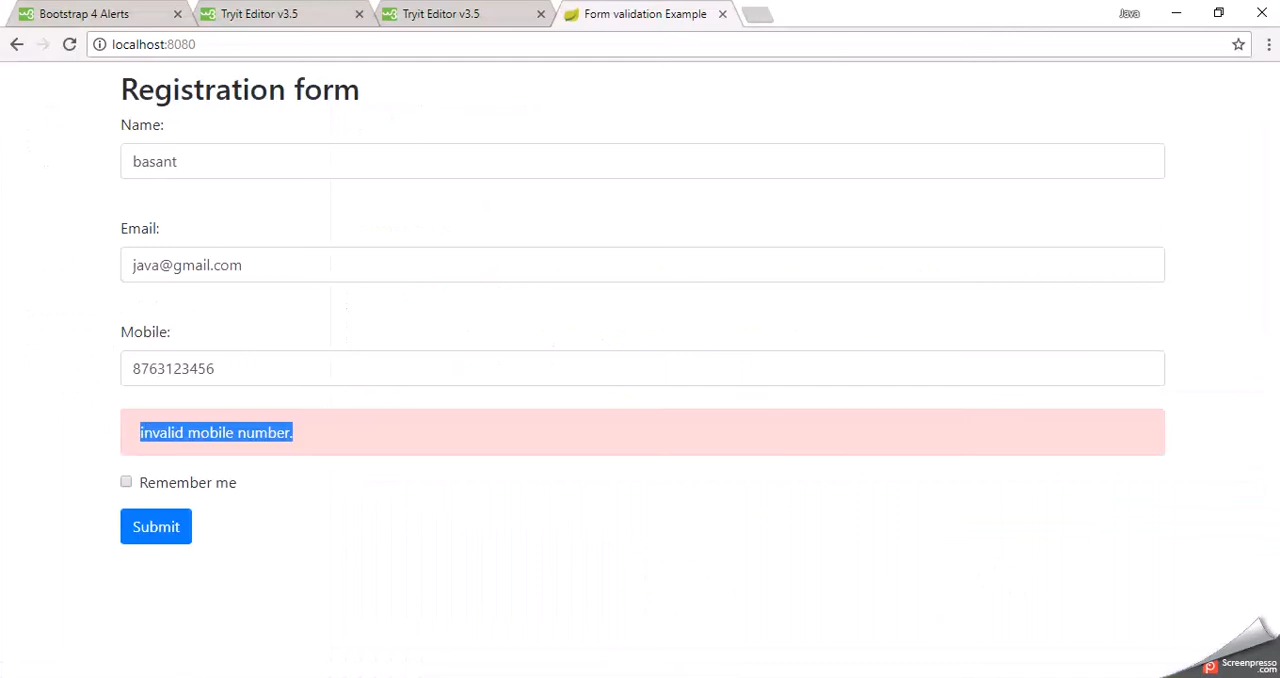 Bootstrap 4 Alerts
Tryit Editor v3.5
Tryit Editor v3.5
Form validation Example
Java
localhost:8080
Registration form
Name:
basant
Email:
java@gmail.com
Mobile:
8763123456
invalid mobile number.
Remember me
Submit
Screenpresso
.com